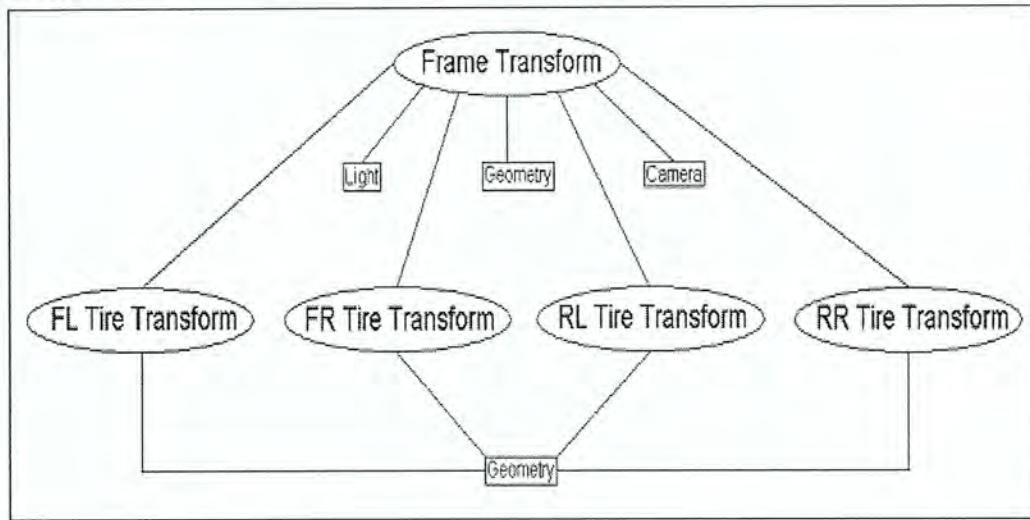 Frame Transform
Light
Geometry
Camera
FL Tire Transform
FR Tire Transform
RL Tire Transform
RR Tire Transform
Geometry